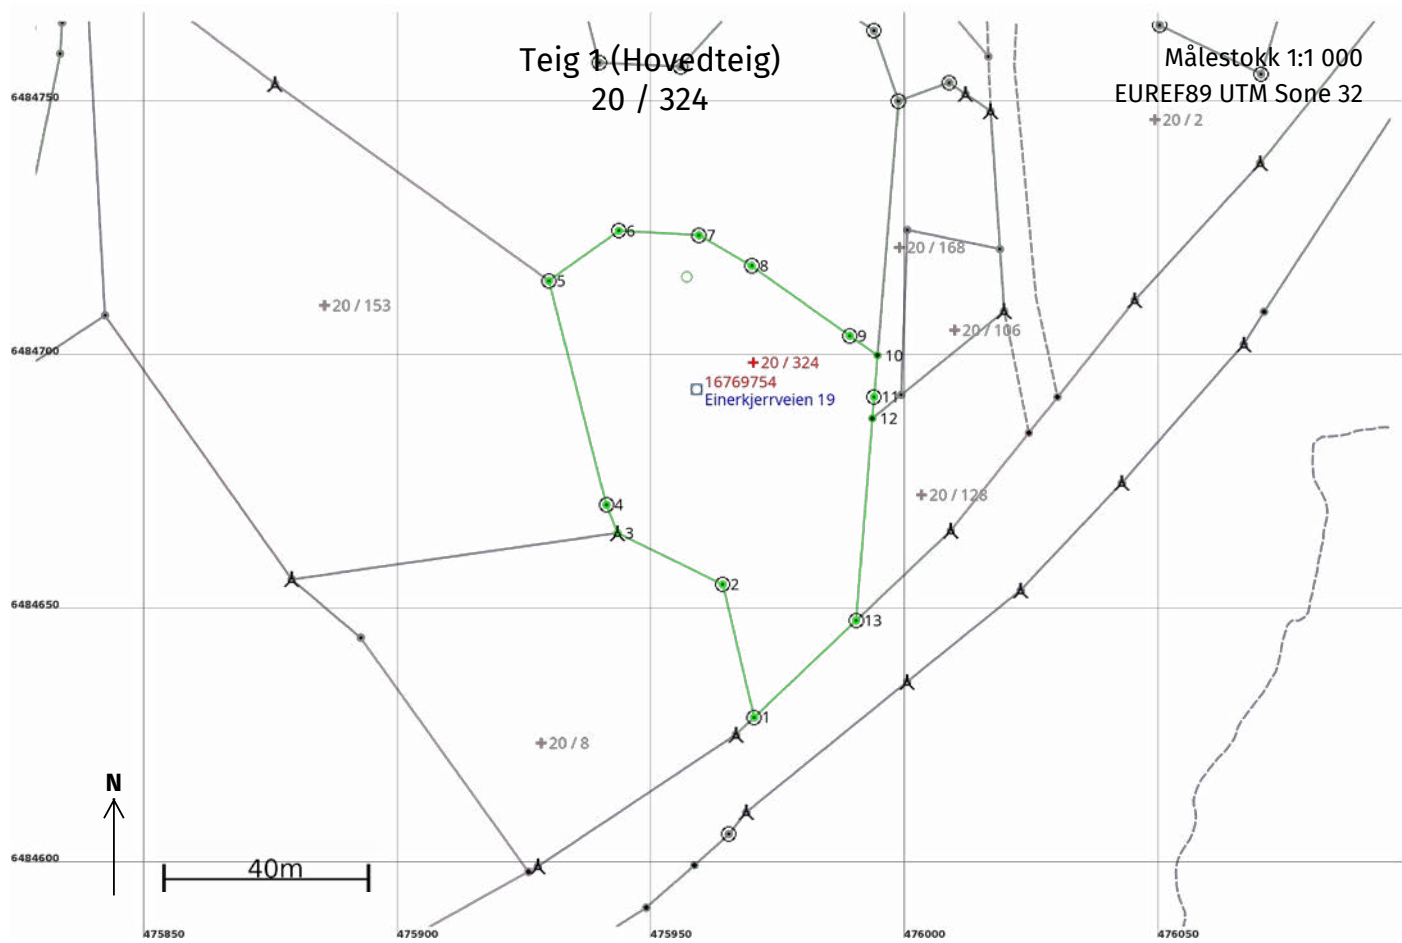 Teig 1 (Hovedteig)
20 / 324
Målestokk 1:1 000
EUREF89 UTM Sone 32
6484750
20 / 2
6
7
20 / 168
8
5
20 / 153
20 / 106
9
6484700
10
20 / 324
16769754
Einerkjerrveien 19
11
12
20 / 128
4
3
2
6484650
13
1
20 / 8
N
40m
6484600
475850
475900
475950
476000
476050